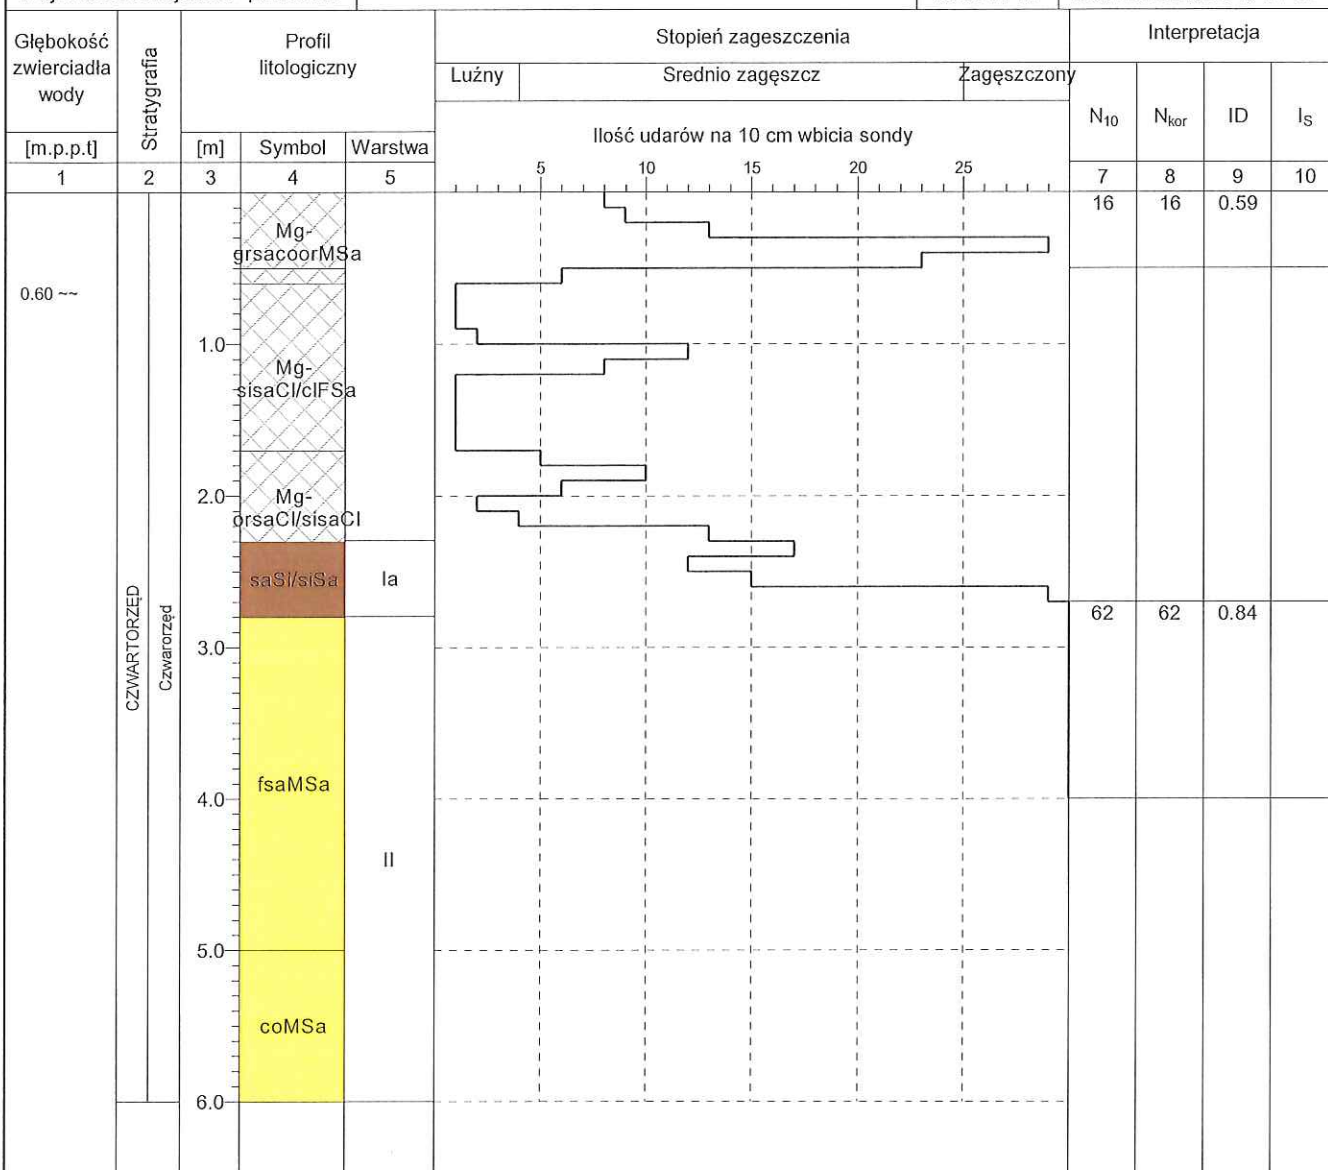 Głębokość
zwierciadła
wody
[m.p.p.t]
1
Stratygrafia
2
Profil
litologiczny
[m]
Symbol
Warstwa
3
4
5
Stopień zageszczenia
Luźny
Srednio zagęszcz
Zagęszczony
Ilość udarów na 10 cm wbicia sondy
5 10 15 20 25
Interpretacja
N10
Nkor
ID
IS
7
8
9
10
16 16 0.59
Mg-
grsacoorMSa
0.60 ~~
1.0
Mg-
sisaCl/clFSa
2.0
Mg-
orsaCl/sisaCl
saSi/siSa
Ia
62 62 0.84
CZWARTORZĘD
Czwarorzęd
3.0
fsaMSa
4.0
II
5.0
coMSa
6.0